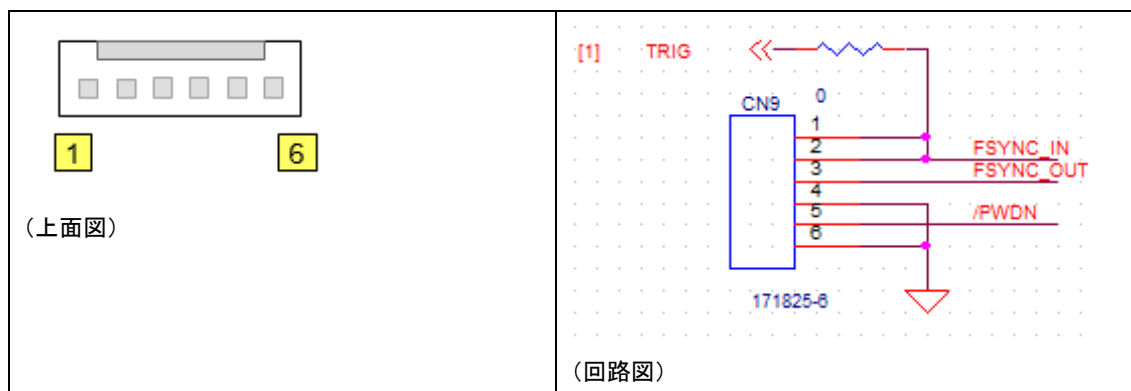 1
6
(上面図)
[1] TRIG
0
CN9
1
2
FSYNC_IN
3
FSYNC_OUT
4
5
/PWDN
6
171825-6
(回路図)